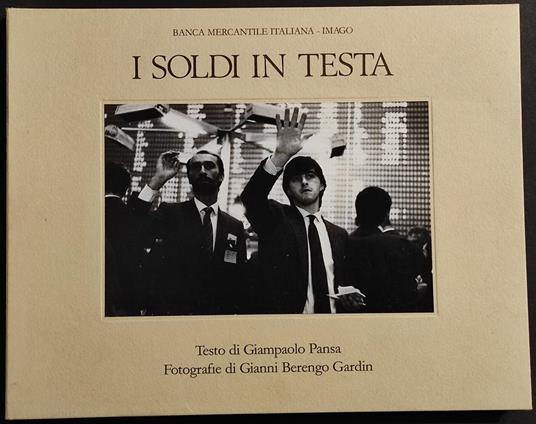 BANCA MERCANTILE ITALIANA - IMAGO
I SOLDI IN TESTA
Testo di Giampaolo Pansa
Fotografie di Gianni Berengo Gardin